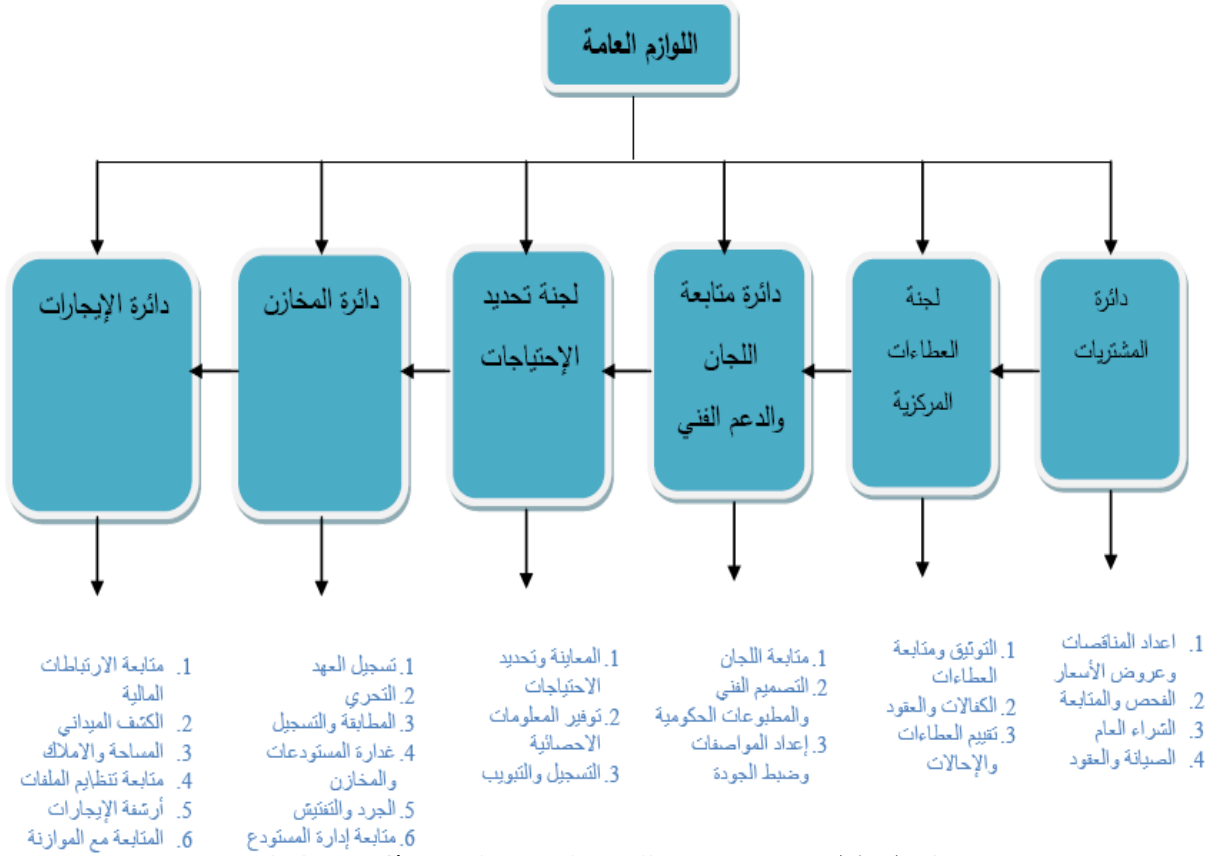 اللوازم العامة
دائرة
المشتريات
لجنة
العطاءات
المركزية
دائرة متابعة
اللجان
والدعم الفني
لجنة تحديد
الإحتياجات
دائرة المخازن
دائرة الإيجارات
1. اعداد المناقصات
وعروض الأسعار
2. الفحص والمتابعة
3. الشراء العام
4. الصيانة والعقود
1. التوثيق ومتابعة
العطاءات
2. الكفالات والعقود
3. تقييم العطاءات
والإحالات
1. متابعة اللجان
2. التصميم الفني
والمطبوعات الحكومية
3. إعداد المواصفات
وضبط الجودة
1. المعاينة وتحديد
الاحتياجات
2. توفير المعلومات
الاحصائية
3. التسجيل والتبويب
1. تسجيل العهد
2. التحري
3. المطابقة والتسجيل
4. غدارة المستودعات
والمخازن
5. الجرد والتفتيش
6. متابعة إدارة المستودع
1. متابعة الارتباطات
المالية
2. الكشف الميداني
3. المساحة والاملاك
4. متابعة تنظايم الملفات
5. أرشفة الإيجارات
6. المتابعة مع الموازنة